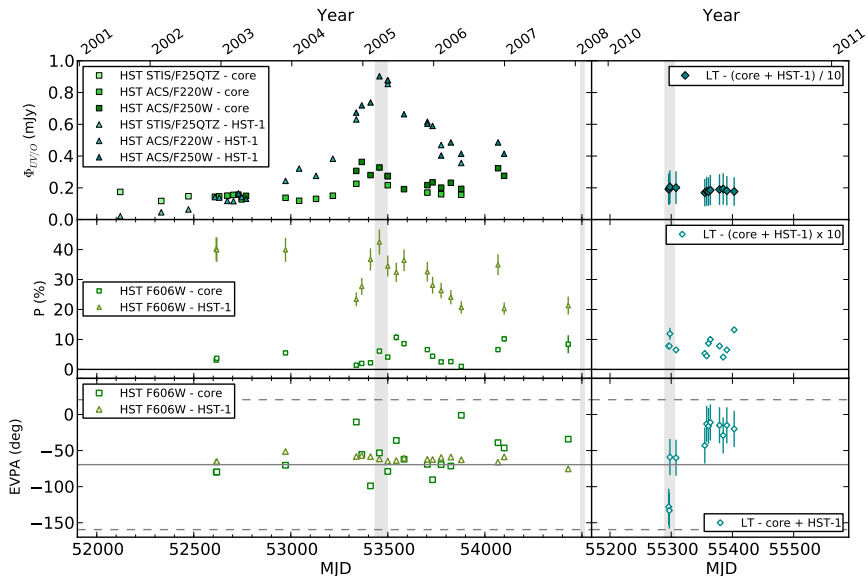 Year
Year
2001 2002 2003 2004 2005 2006 2007 2008 2010 2011
1.0
0.8
0.6
0.4
0.2
0.0
Φ_UV/O (mJy)
HST STIS/F25QTZ - core
HST ACS/F220W - core
HST ACS/F250W - core
HST STIS/F25QTZ - HST-1
HST ACS/F220W - HST-1
HST ACS/F250W - HST-1
LT - (core + HST-1) / 10
40
30
20
10
0
P (%)
HST F606W - core
HST F606W - HST-1
LT - (core + HST-1) x 10
0
−50
−100
−150
EVPA (deg)
HST F606W - core
HST F606W - HST-1
LT - core + HST-1
52000 52500 53000 53500 54000 55200 55300 55400 55500
MJD
MJD